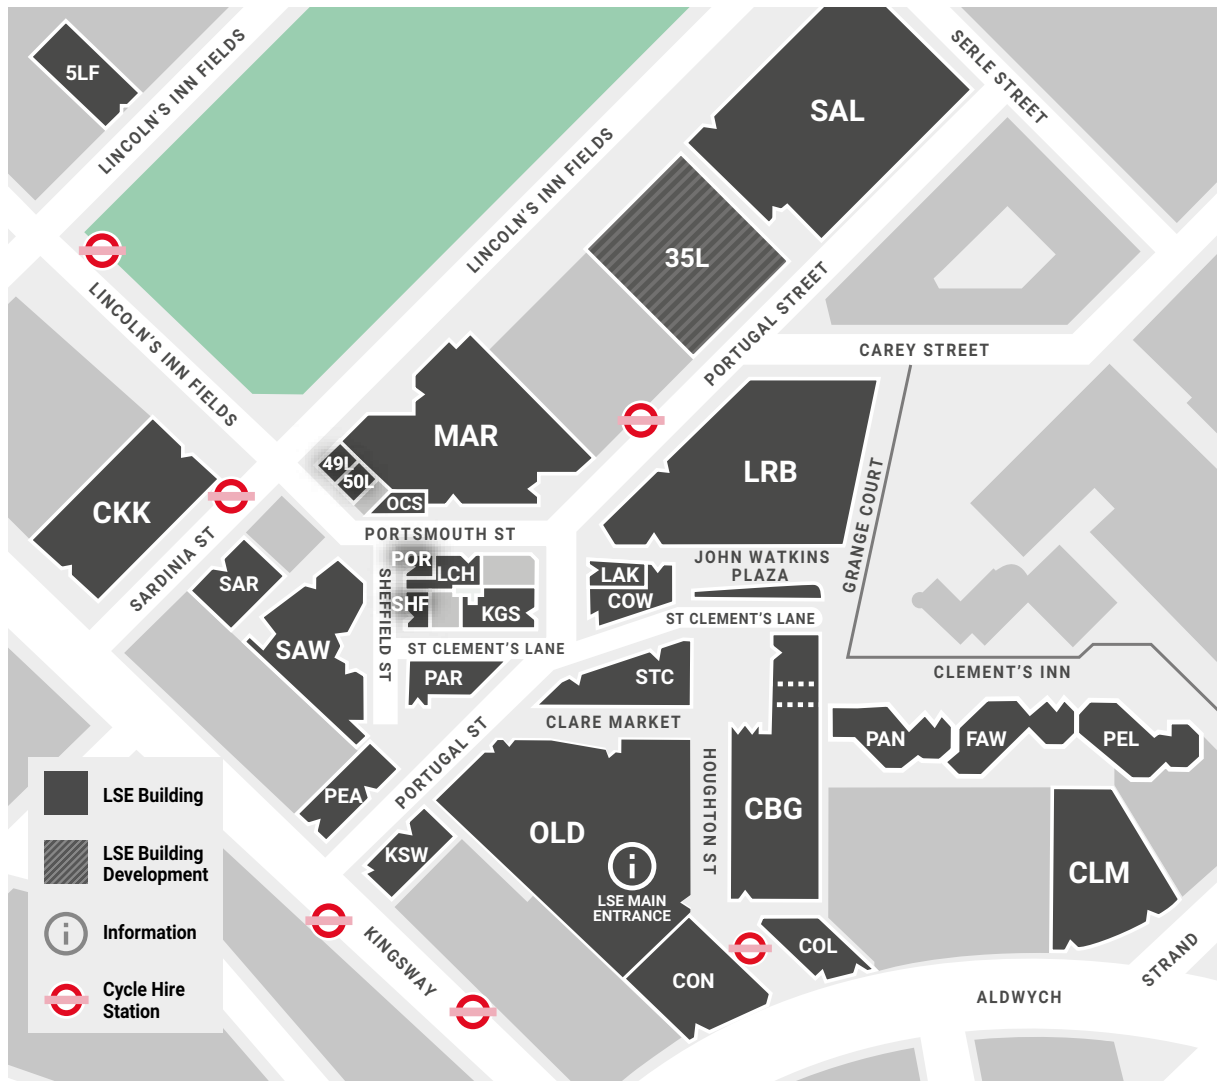 5LF
LINCOLN'S INN FIELDS
SERLE STREET
SAL
LINCOLN'S INN FIELDS
35L
PORTUGAL STREET
LINCOLN'S INN FIELDS
CAREY STREET
MAR
49L
50L
OCS
LRB
CKK
GRANGE COURT
PORTSMOUTH ST
SARDINIA ST
SAR
POR
LCH
SHF
KGS
SHEFFIELD ST
LAK
COW
JOHN WATKINS
PLAZA
ST CLEMENT'S LANE
SAW
ST CLEMENT'S LANE
PAR
STC
CLEMENT'S INN
CLARE MARKET
PAN
FAW
PEL
PORTUGAL ST
HOUGHTON ST
PEA
CBG
OLD
KSW
CLM
LSE MAIN
ENTRANCE
COL
CON
KINGSWAY
STRAND
ALDWYCH
LSE Building
LSE Building
Development
Information
Cycle Hire
Station